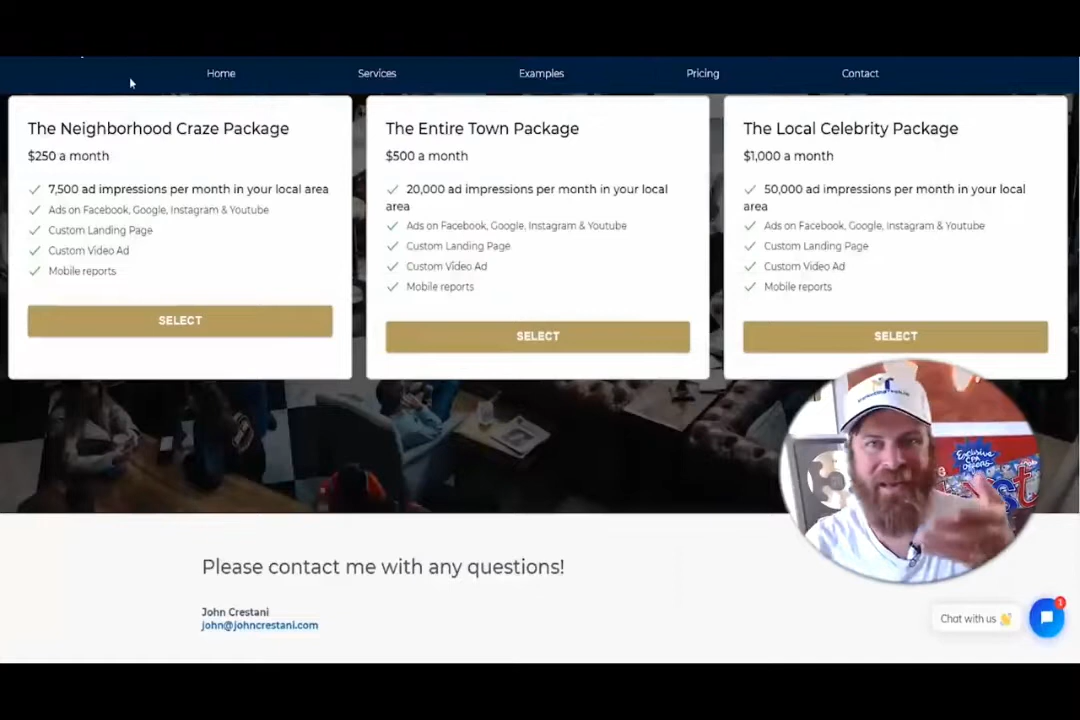 Home Services Examples Pricing Contact
The Neighborhood Craze Package
$250 a month
7,500 ad impressions per month in your local area
Ads on Facebook, Google, Instagram & Youtube
Custom Landing Page
Custom Video Ad
Mobile reports
SELECT
The Entire Town Package
$500 a month
20,000 ad impressions per month in your local
area
Ads on Facebook, Google, Instagram & Youtube
Custom Landing Page
Custom Video Ad
Mobile reports
SELECT
The Local Celebrity Package
$1,000 a month
50,000 ad impressions per month in your local
area
Ads on Facebook, Google, Instagram & Youtube
Custom Landing Page
Custom Video Ad
Mobile reports
SELECT
Exclusive
CPA
offers
Please contact me with any questions!
John Crestani
john@johncrestani.com
Chat with us 👋
1